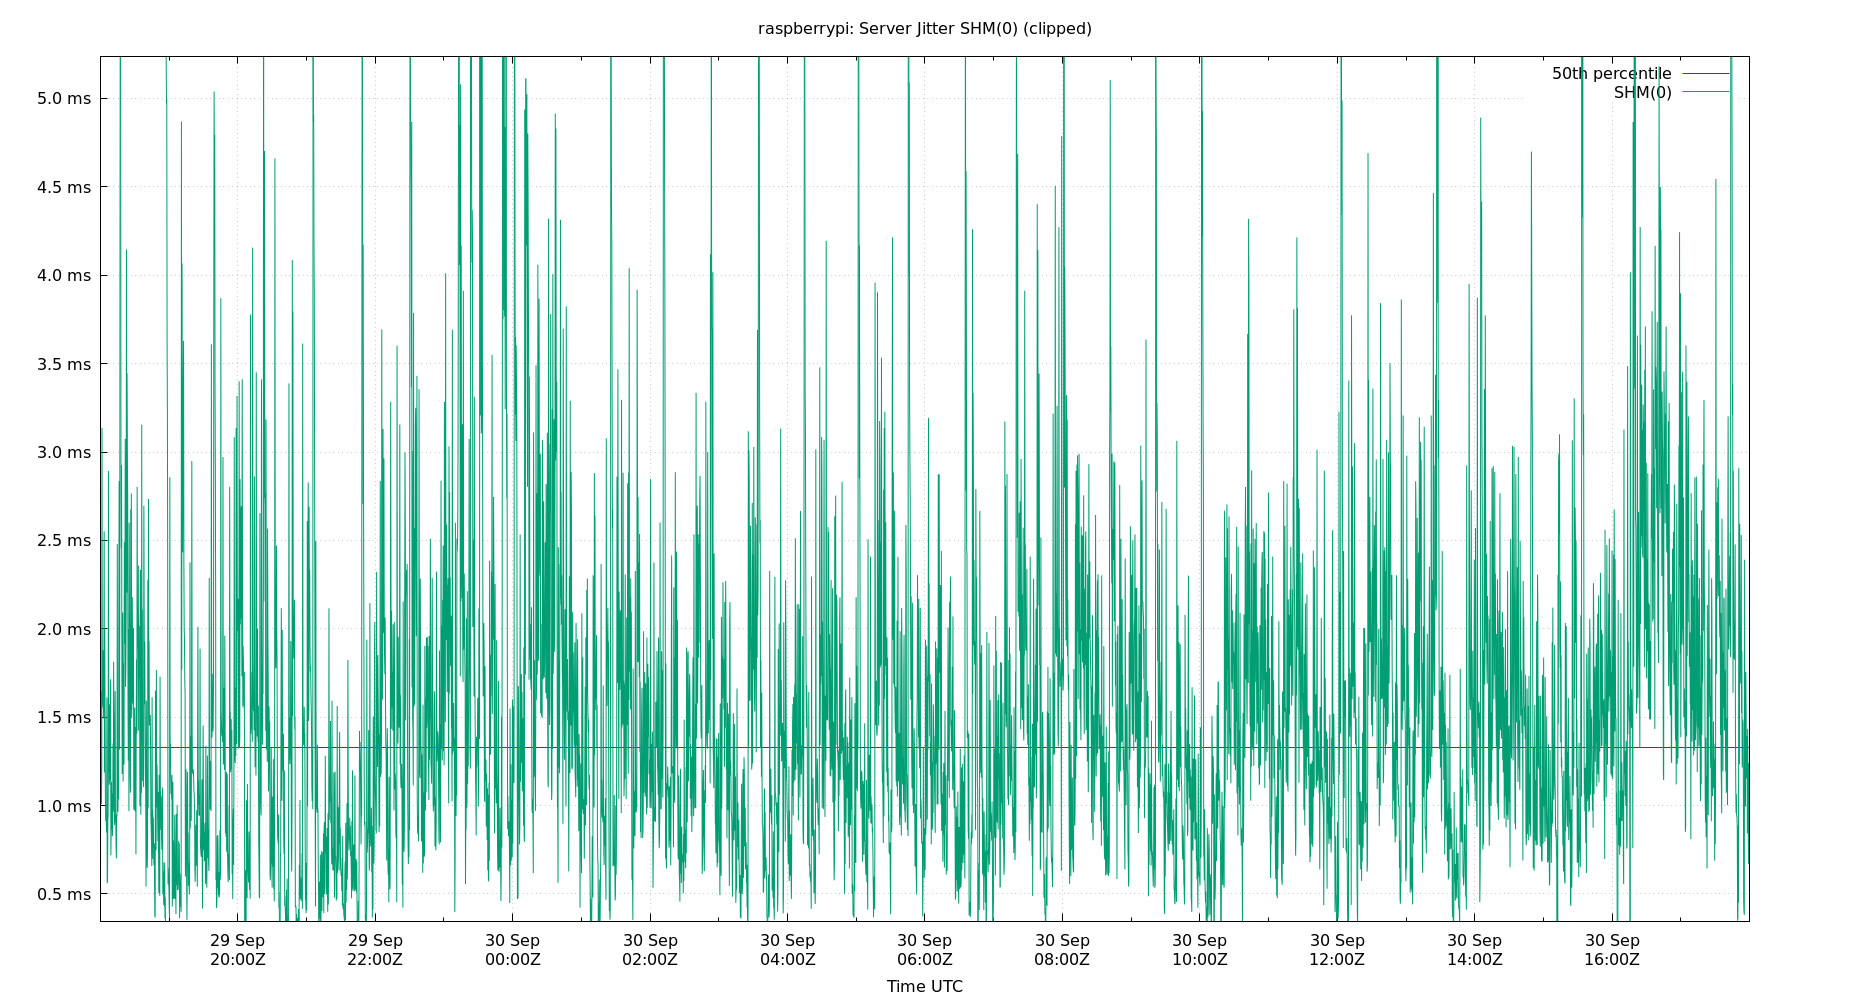 raspberrypi: Server Jitter SHM(0) (clipped)
50th percentile
SHM(0)
5.0 ms
4.5 ms
4.0 ms
3.5 ms
3.0 ms
2.5 ms
2.0 ms
1.5 ms
1.0 ms
0.5 ms
29 Sep 29 Sep 30 Sep 30 Sep 30 Sep 30 Sep 30 Sep 30 Sep 30 Sep 30 Sep 30 Sep
20:00Z 22:00Z 00:00Z 02:00Z 04:00Z 06:00Z 08:00Z 10:00Z 12:00Z 14:00Z 16:00Z
Time UTC